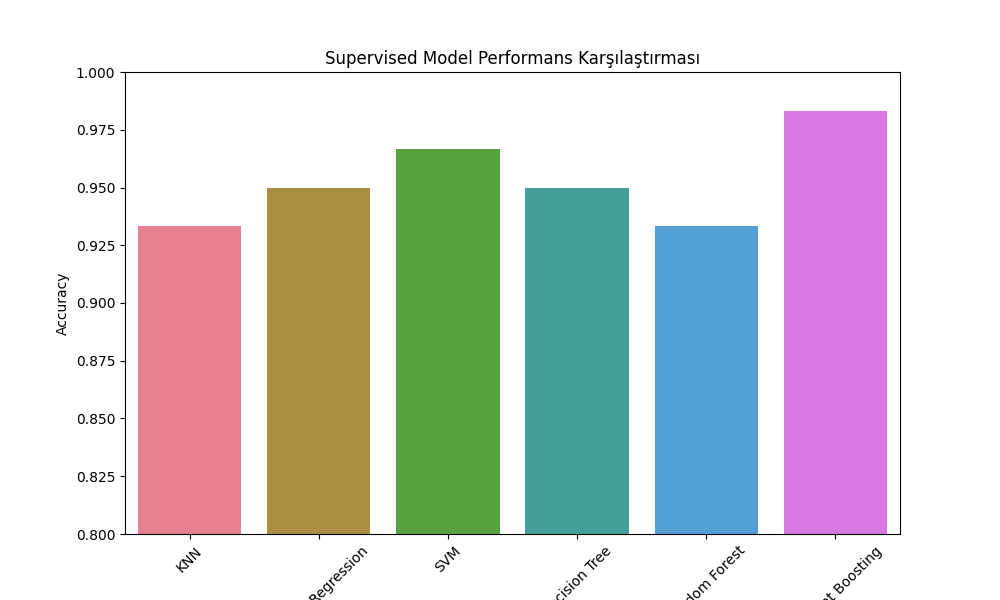 Supervised Model Performans Karşılaştırması
1.000
0.975
0.950
0.925
0.900
0.875
0.850
0.825
0.800
Accuracy
KNN
Regression
SVM
cision Tree
dom Forest
Boosting